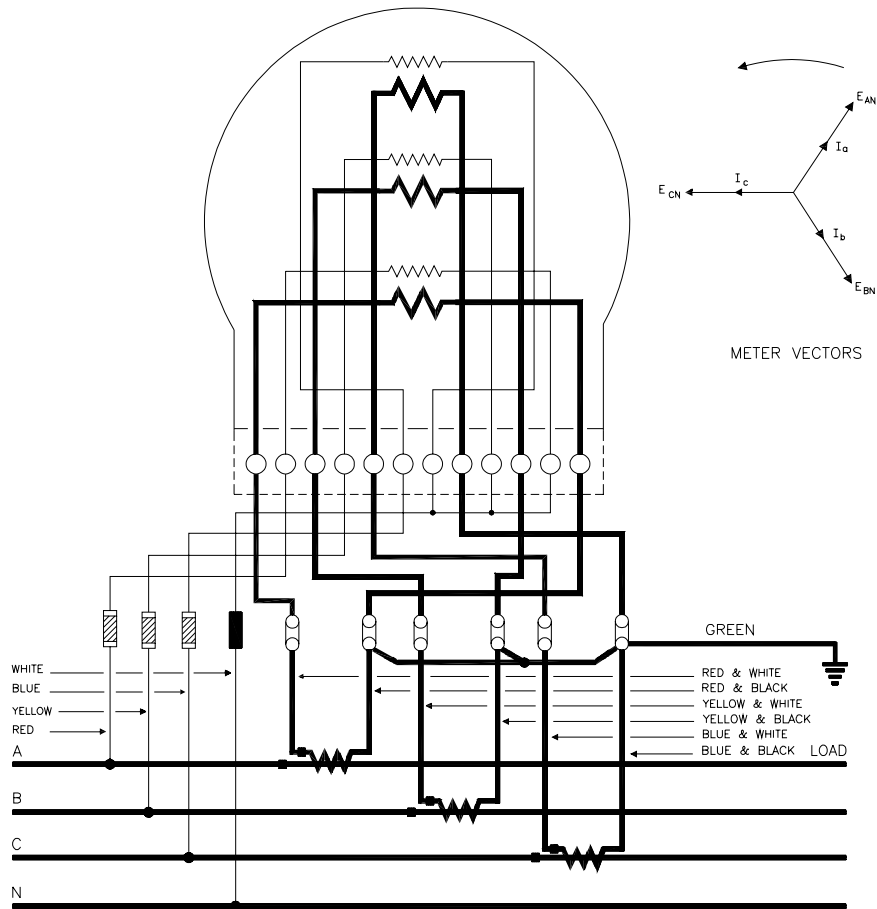 E AN
I a
I c
E CN
I b
E BN
METER VECTORS
GREEN
WHITE
BLUE
YELLOW
RED
RED & WHITE
RED & BLACK
YELLOW & WHITE
YELLOW & BLACK
BLUE & WHITE
BLUE & BLACK LOAD
A
B
C
N